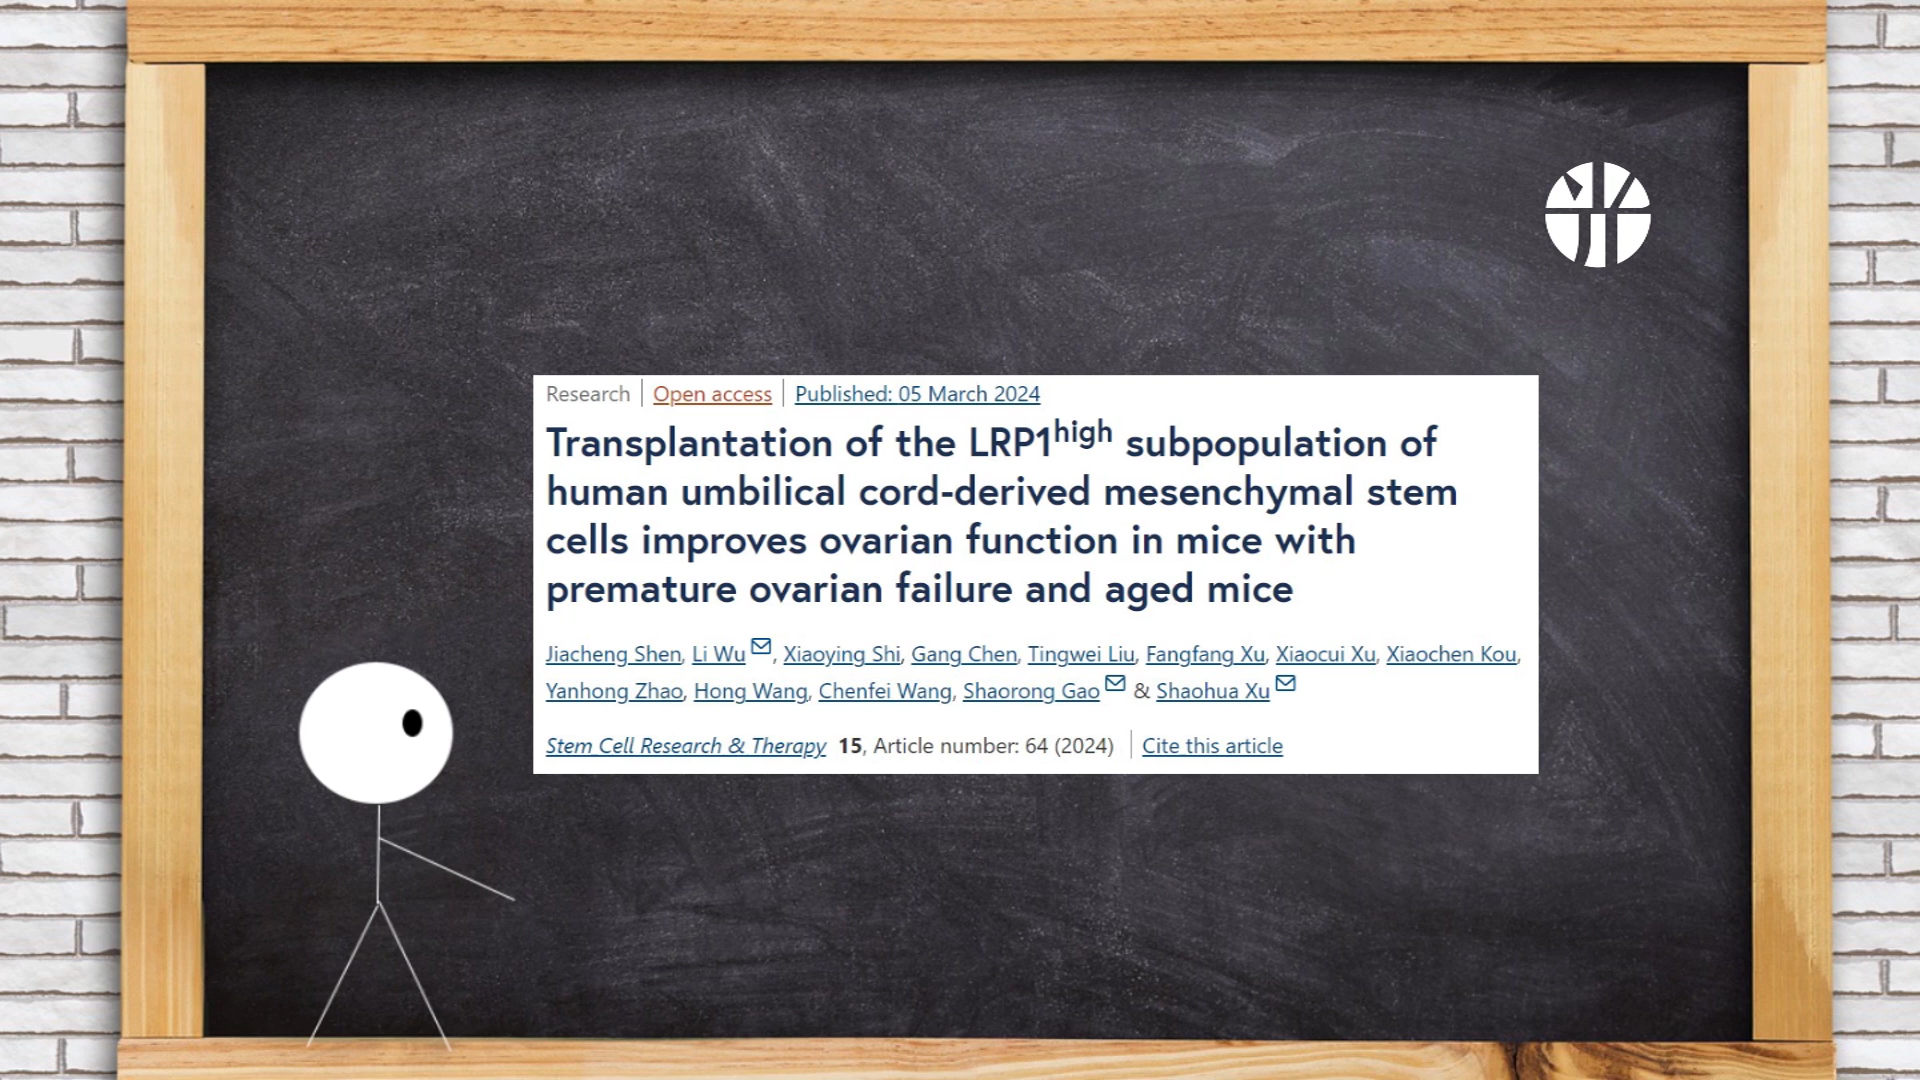 Research | Open access | Published: 05 March 2024
Transplantation of the LRP1high subpopulation of
human umbilical cord-derived mesenchymal stem
cells improves ovarian function in mice with
premature ovarian failure and aged mice
Jiacheng Shen, Li Wu, Xiaoying Shi, Gang Chen, Tingwei Liu, Fangfang Xu, Xiaocui Xu, Xiaochen Kou,
Yanhong Zhao, Hong Wang, Chenfei Wang, Shaorong Gao & Shaohua Xu
Stem Cell Research & Therapy 15, Article number: 64 (2024) | Cite this article